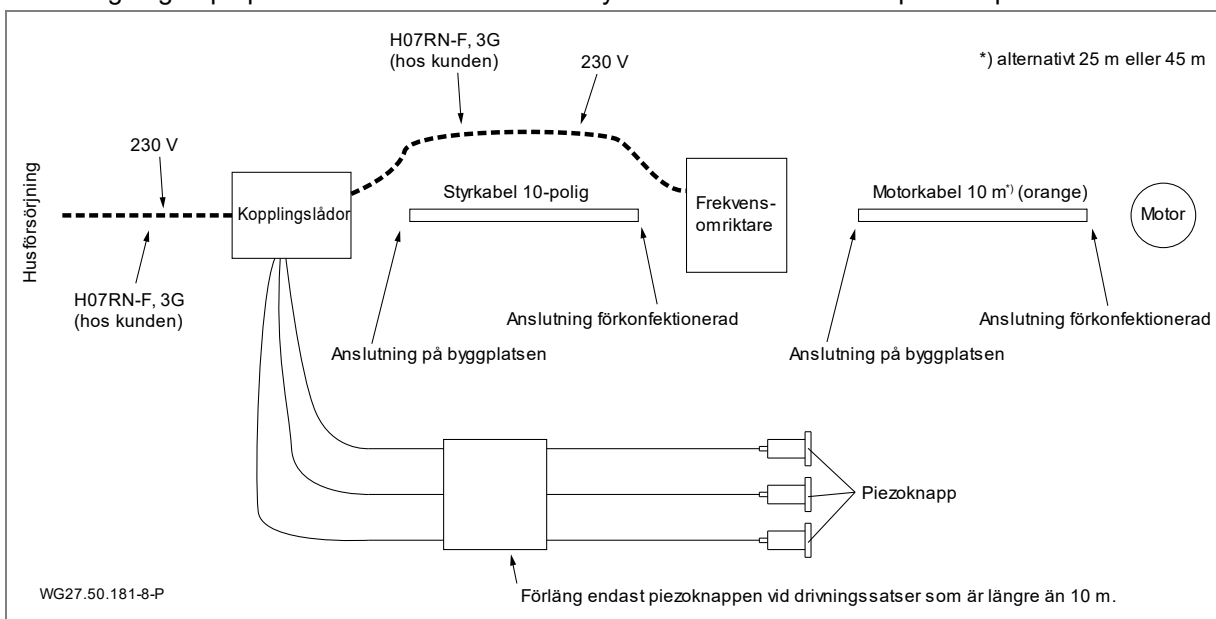 H07RN-F, 3G
(hos kunden)
230 V
*) alternativt 25 m eller 45 m
230 V
Husförsörjning
Kopplingslådor
Styrkabel 10-polig
Frekvens-
omriktare
Motorkabel 10 m*) (orange)
Motor
H07RN-F, 3G
(hos kunden)
Anslutning förkonfektionerad
Anslutning förkonfektionerad
Anslutning på byggplatsen
Anslutning på byggplatsen
Piezoknapp
WG27.50.181-8-P
Förläng endast piezoknappen vid drivningssatser som är längre än 10 m.